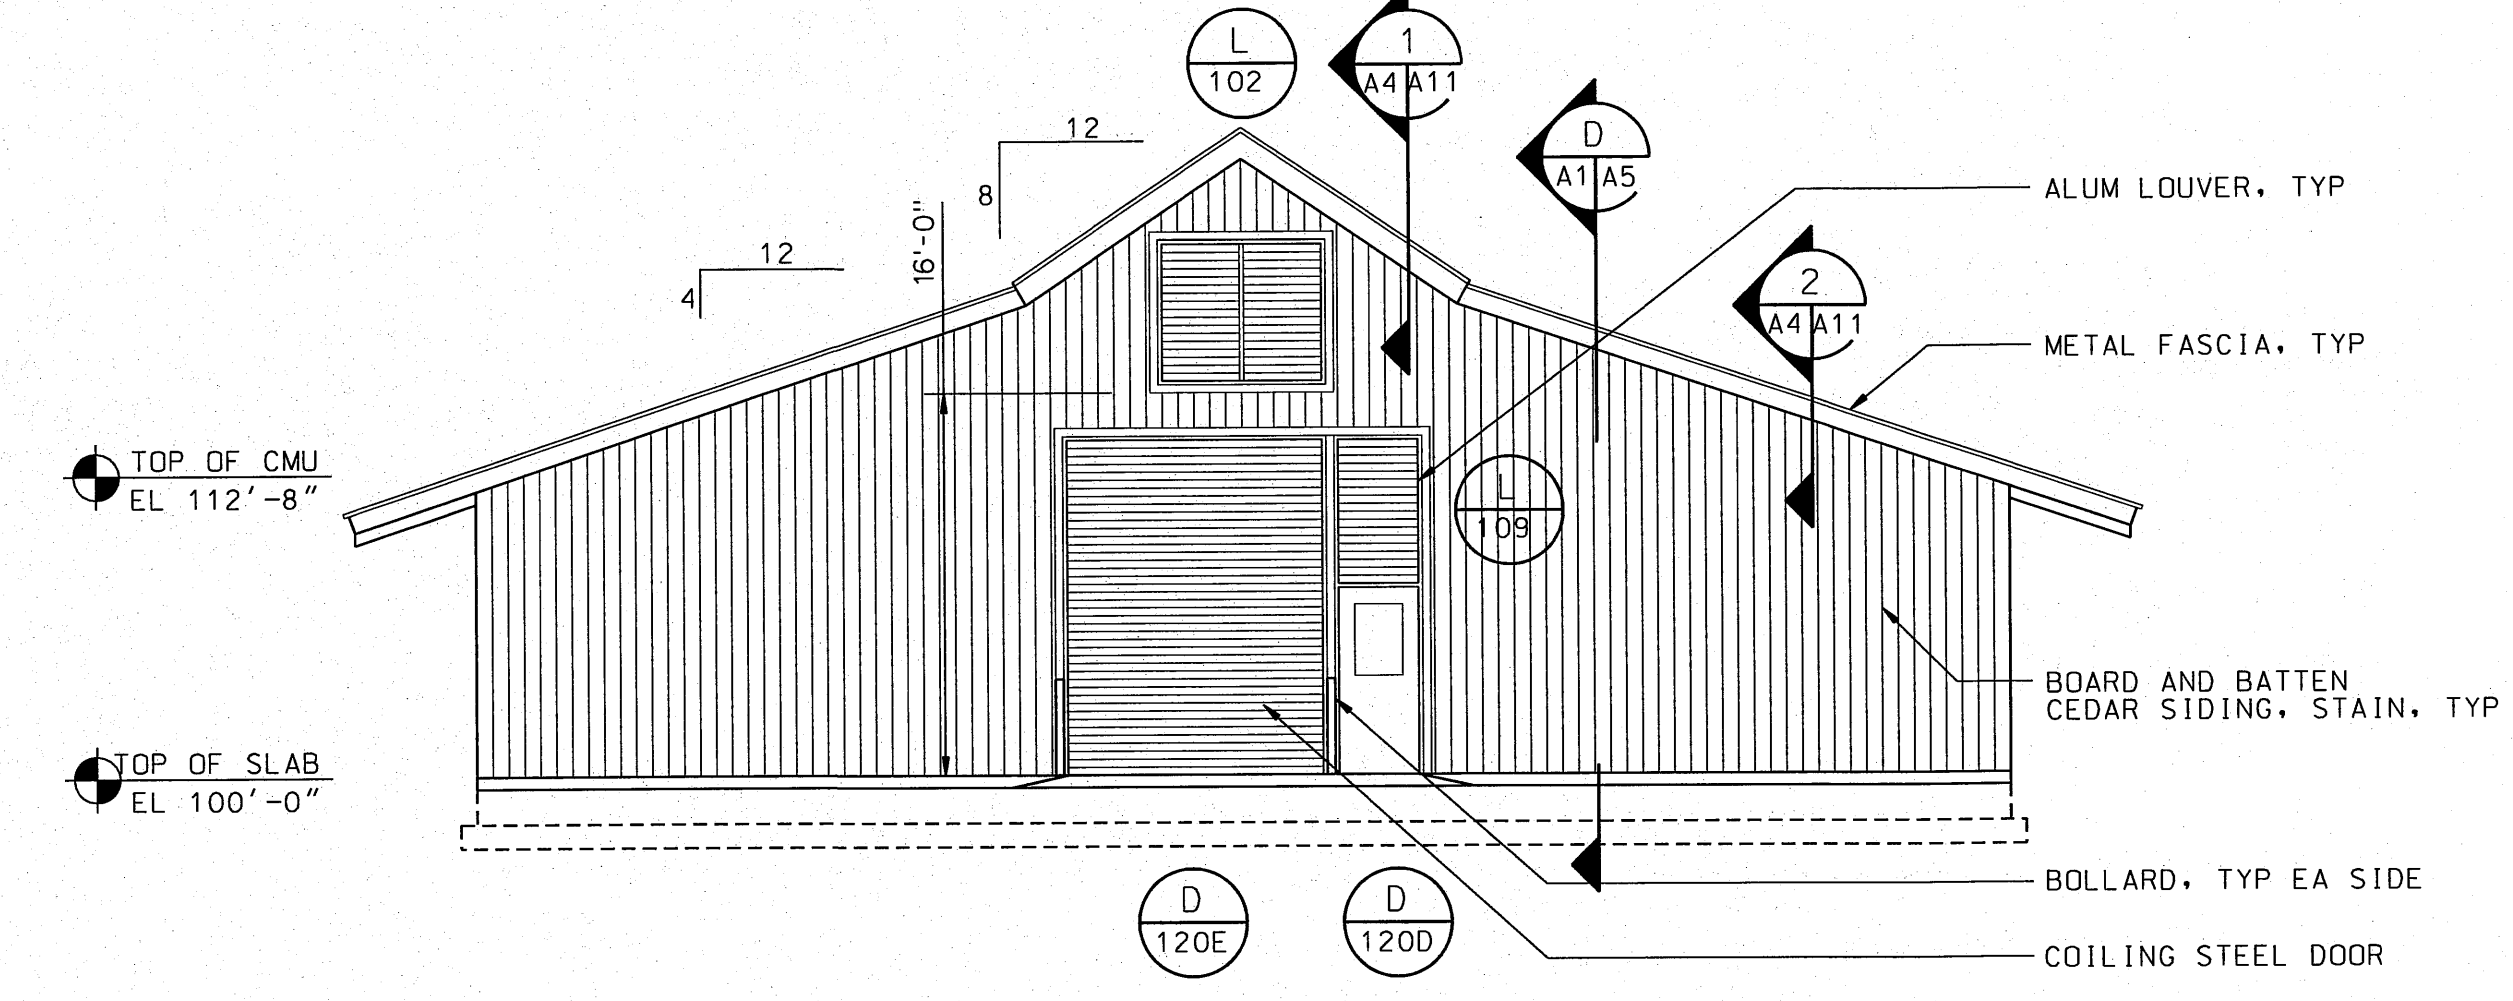 L
102
1
A4 A11
12
8
D
A1 A5
ALUM LOUVER, TYP
12
4
16'-0"
2
A4 A11
METAL FASCIA, TYP
TOP OF CMU
EL 112'-8"
L
109
BOARD AND BATTEN
CEDAR SIDING, STAIN, TYP
TOP OF SLAB
EL 100'-0"
BOLLARD, TYP EA SIDE
D
120E
D
120D
COILING STEEL DOOR